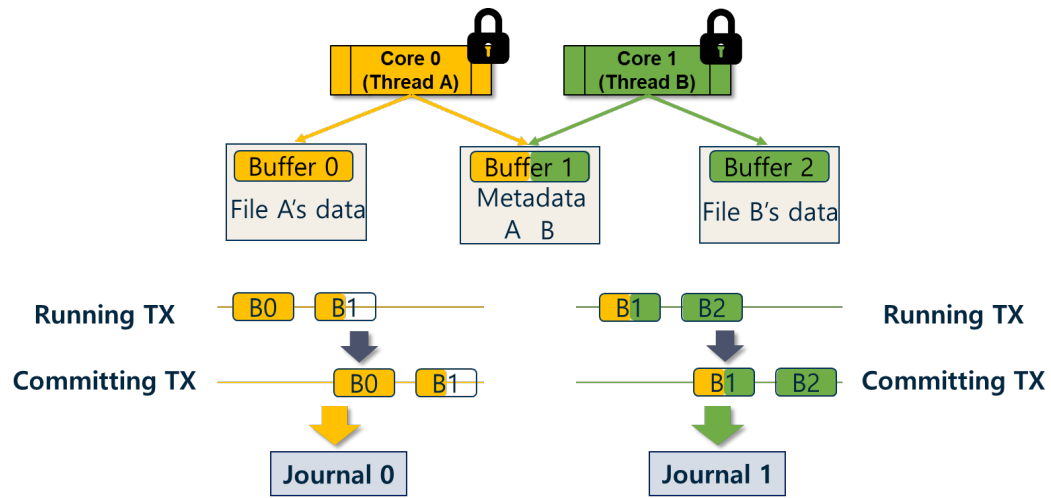 Core 0
(Thread A)
Core 1
(Thread B)
Buffer 0
File A's data
Buffer 1
Metadata
A B
Buffer 2
File B's data
Running TX
B0
B1
B1
B2
Running TX
Committing TX
B0
B1
B1
B2
Committing TX
Journal 0
Journal 1